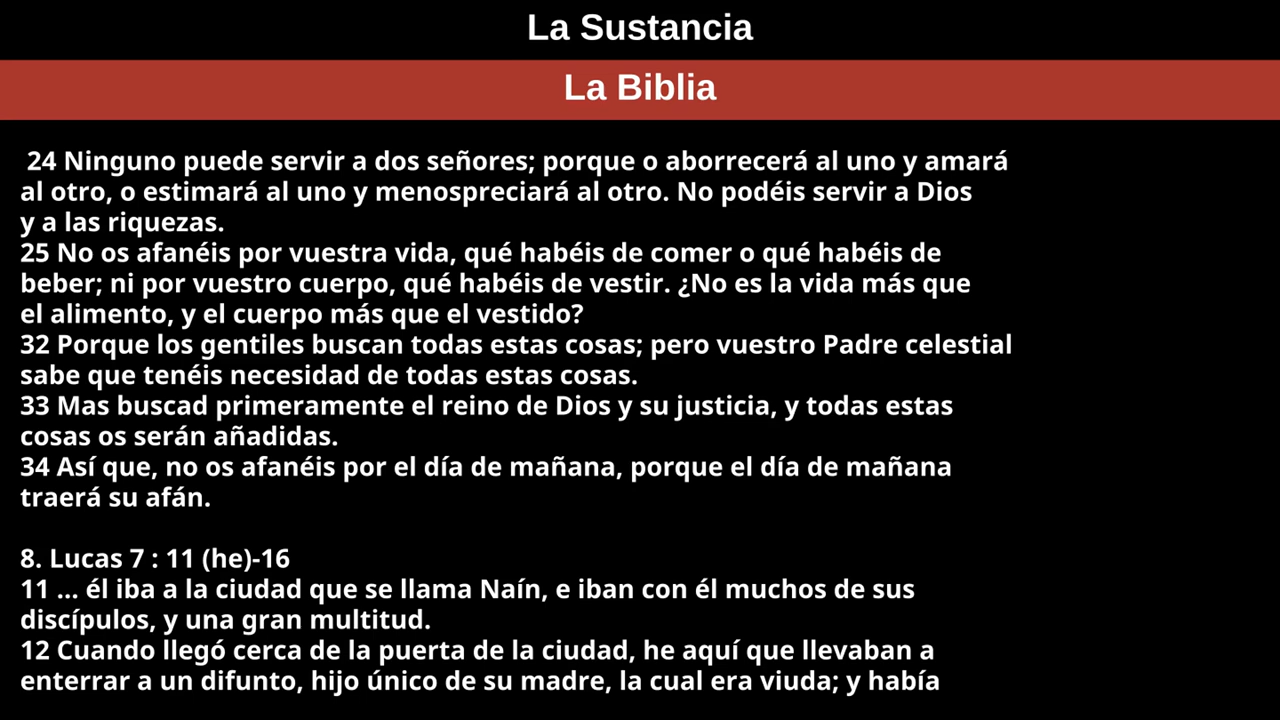 La Sustancia
La Biblia
24 Ninguno puede servir a dos señores; porque o aborrecerá al uno y amará
al otro, o estimará al uno y menospreciará al otro. No podéis servir a Dios
y a las riquezas.
25 No os afanéis por vuestra vida, qué habéis de comer o qué habéis de
beber; ni por vuestro cuerpo, qué habéis de vestir. ¿No es la vida más que
el alimento, y el cuerpo más que el vestido?
32 Porque los gentiles buscan todas estas cosas; pero vuestro Padre celestial
sabe que tenéis necesidad de todas estas cosas.
33 Mas buscad primeramente el reino de Dios y su justicia, y todas estas
cosas os serán añadidas.
34 Así que, no os afanéis por el día de mañana, porque el día de mañana
traerá su afán.
8. Lucas 7 : 11 (he)-16
11 ... él iba a la ciudad que se llama Naín, e iban con él muchos de sus
discípulos, y una gran multitud.
12 Cuando llegó cerca de la puerta de la ciudad, he aquí que llevaban a
enterrar a un difunto, hijo único de su madre, la cual era viuda; y había